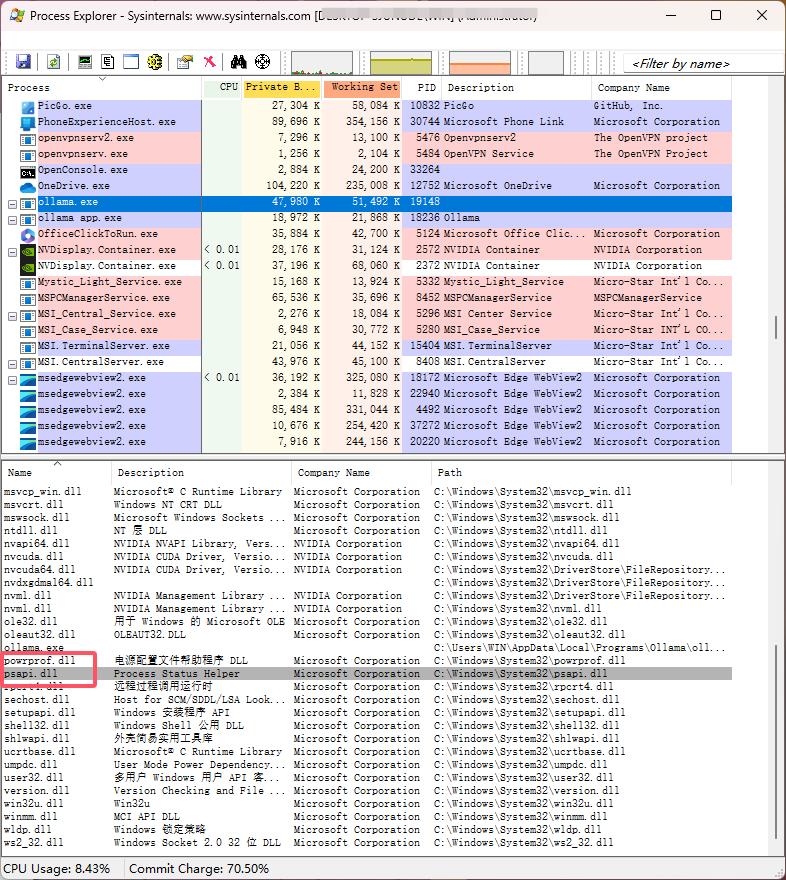 Process Explorer - Sysinternals: www.sysinternals.com
<Filter by name>
Process CPU Private B... Working Set PID Description Company Name
PicGo.exe 27,304 K 58,084 K 10832 PicGo GitHub, Inc.
PhoneExperienceHost.exe 89,696 K 354,156 K 30744 Microsoft Phone Link Microsoft Corporation
openvpnserv2.exe 7,296 K 13,100 K 5476 Openvpnserv2 The OpenVPN project
openvpnserv.exe 1,256 K 2,104 K 5484 OpenVPN Service The OpenVPN Project
OpenConsole.exe 2,884 K 24,200 K 33264
OneDrive.exe 104,220 K 235,008 K 12752 Microsoft OneDrive Microsoft Corporation
ollama.exe 47,980 K 51,492 K 19148
ollama app.exe 18,972 K 21,868 K 18236 Ollama
OfficeClickToRun.exe 35,884 K 42,700 K 5124 Microsoft Office Clic... Microsoft Corporation
NVDisplay.Container.exe < 0.01 28,176 K 31,124 K 2572 NVIDIA Container NVIDIA Corporation
NVDisplay.Container.exe < 0.01 37,196 K 68,060 K 2372 NVIDIA Container NVIDIA Corporation
Mystic_Light_Service.exe 15,168 K 13,924 K 5332 Mystic_Light_Service Micro-Star Int'l Co...
MSPCManagerService.exe 65,536 K 35,696 K 8452 MSPCManagerService MSPCManagerService
MSI_Central_Service.exe 2,276 K 18,084 K 5296 MSI Center Service Micro-Star Int'l Co...
MSI_Case_Service.exe 6,948 K 30,772 K 5280 MSI_Case_Service Micro-Star INT'L CO...
MSI.TerminalServer.exe 21,056 K 44,152 K 15404 MSI.TerminalServer Micro-Star Int'l Co...
MSI.CentralServer.exe 43,976 K 45,100 K 8408 MSI.CentralServer Micro-Star Int'l Co...
msedgewebview2.exe < 0.01 36,192 K 325,080 K 18172 Microsoft Edge WebView2 Microsoft Corporation
msedgewebview2.exe 2,384 K 11,828 K 22940 Microsoft Edge WebView2 Microsoft Corporation
msedgewebview2.exe 85,484 K 331,044 K 4492 Microsoft Edge WebView2 Microsoft Corporation
msedgewebview2.exe 10,676 K 254,420 K 37272 Microsoft Edge WebView2 Microsoft Corporation
msedgewebview2.exe 7,916 K 244,156 K 20220 Microsoft Edge WebView2 Microsoft Corporation
Name Description Company Name Path
msvcp_win.dll Microsoft® C Runtime Library Microsoft Corporation C:\Windows\System32\msvcp_win.dll
msvcrt.dll Windows NT CRT DLL Microsoft Corporation C:\Windows\System32\msvcrt.dll
mswsock.dll Microsoft Windows Sockets ... Microsoft Corporation C:\Windows\System32\mswsock.dll
ntdll.dll NT 层 DLL Microsoft Corporation C:\Windows\System32\ntdll.dll
nvapi64.dll NVIDIA NVAPI Library, Vers... NVIDIA Corporation C:\Windows\System32\nvapi64.dll
nvcuda.dll NVIDIA CUDA Driver, Versio... NVIDIA Corporation C:\Windows\System32\nvcuda.dll
nvcuda64.dll NVIDIA CUDA Driver, Versio... NVIDIA Corporation C:\Windows\System32\DriverStore\FileRepository...
nvdxgdmal64.dll C:\Windows\System32\DriverStore\FileRepository...
nvml.dll NVIDIA Management Library ... NVIDIA Corporation C:\Windows\System32\DriverStore\FileRepository...
nvml.dll NVIDIA Management Library ... NVIDIA Corporation C:\Windows\System32\nvml.dll
ole32.dll 用于 Windows 的 Microsoft OLE Microsoft Corporation C:\Windows\System32\ole32.dll
oleaut32.dll OLEAUT32.DLL Microsoft Corporation C:\Windows\System32\oleaut32.dll
ollama.exe C:\Users\WIN\AppData\Local\Programs\Ollama\oll...
powrprof.dll 电源配置文件帮助程序 DLL Microsoft Corporation C:\Windows\System32\powrprof.dll
psapi.dll Process Status Helper Microsoft Corporation C:\Windows\System32\psapi.dll
rpcrt4.dll 远程过程调用运行时 Microsoft Corporation C:\Windows\System32\rpcrt4.dll
sechost.dll Host for SCM/SDDL/LSA Look... Microsoft Corporation C:\Windows\System32\sechost.dll
setupapi.dll Windows 安装程序 API Microsoft Corporation C:\Windows\System32\setupapi.dll
shell32.dll Windows Shell 公用 DLL Microsoft Corporation C:\Windows\System32\shell32.dll
shlwapi.dll 外壳简易实用工具库 Microsoft Corporation C:\Windows\System32\shlwapi.dll
ucrtbase.dll Microsoft® C Runtime Library Microsoft Corporation C:\Windows\System32\ucrtbase.dll
umpdc.dll User Mode Power Dependency... Microsoft Corporation C:\Windows\System32\umpdc.dll
user32.dll 多用户 Windows 用户 API 客... Microsoft Corporation C:\Windows\System32\user32.dll
version.dll Version Checking and File ... Microsoft Corporation C:\Windows\System32\version.dll
win32u.dll Win32u Microsoft Corporation C:\Windows\System32\win32u.dll
winmm.dll MCI API DLL Microsoft Corporation C:\Windows\System32\winmm.dll
wldp.dll Windows 锁定策略 Microsoft Corporation C:\Windows\System32\wldp.dll
ws2_32.dll Windows Socket 2.0 32 位 DLL Microsoft Corporation C:\Windows\System32\ws2_32.dll
CPU Usage: 8.43% Commit Charge: 70.50%